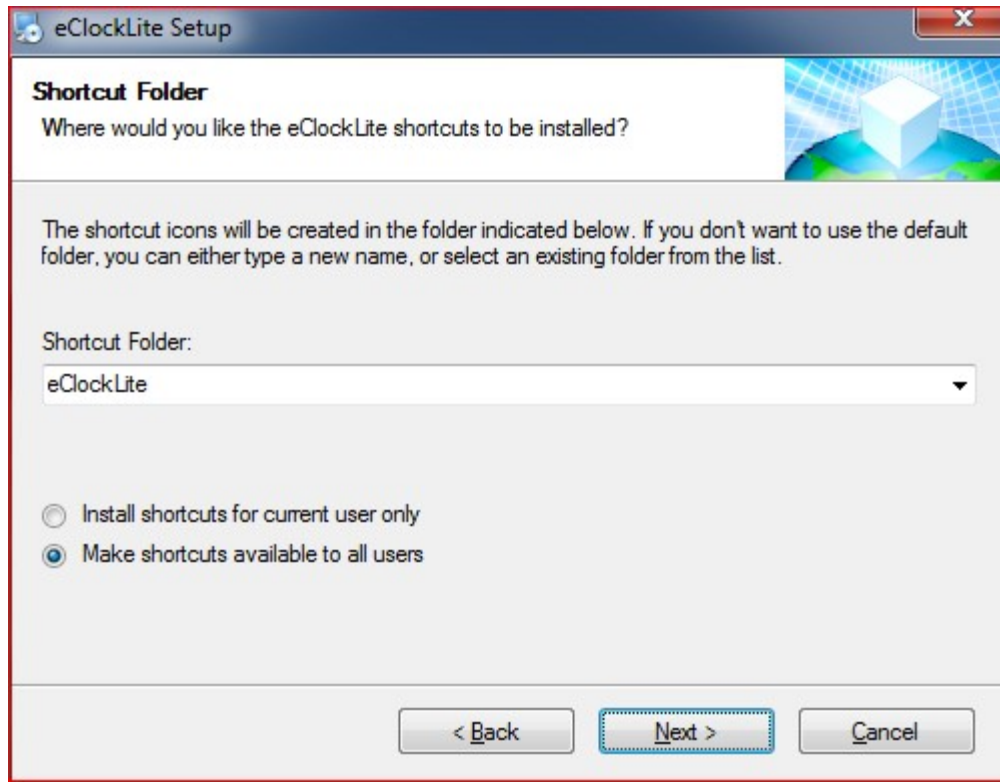 eClockLite Setup
Shortcut Folder
Where would you like the eClockLite shortcuts to be installed?
The shortcut icons will be created in the folder indicated below. If you don't want to use the default
folder, you can either type a new name, or select an existing folder from the list.
Shortcut Folder:
eClockLite
Install shortcuts for current user only
Make shortcuts available to all users
< Back
Next >
Cancel